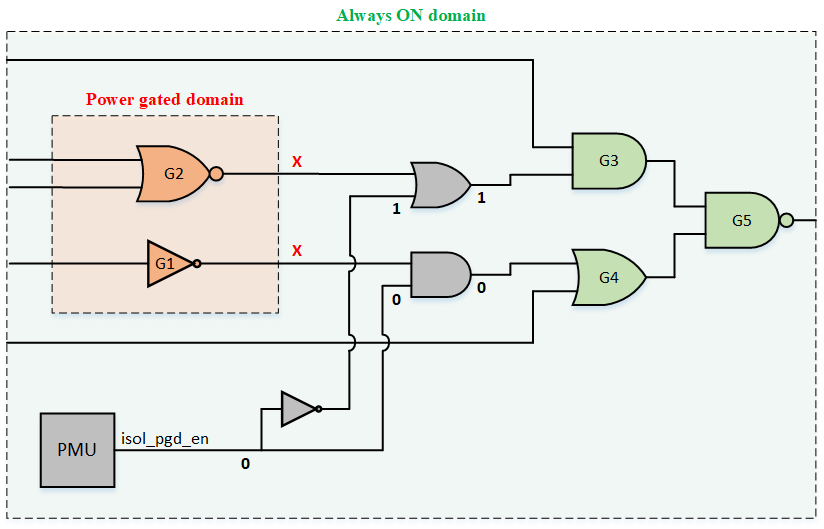 Always ON domain
Power gated domain
G2
X
G3
1
1
G5
G1
X
G4
0
0
PMU
isol_pgd_en
0